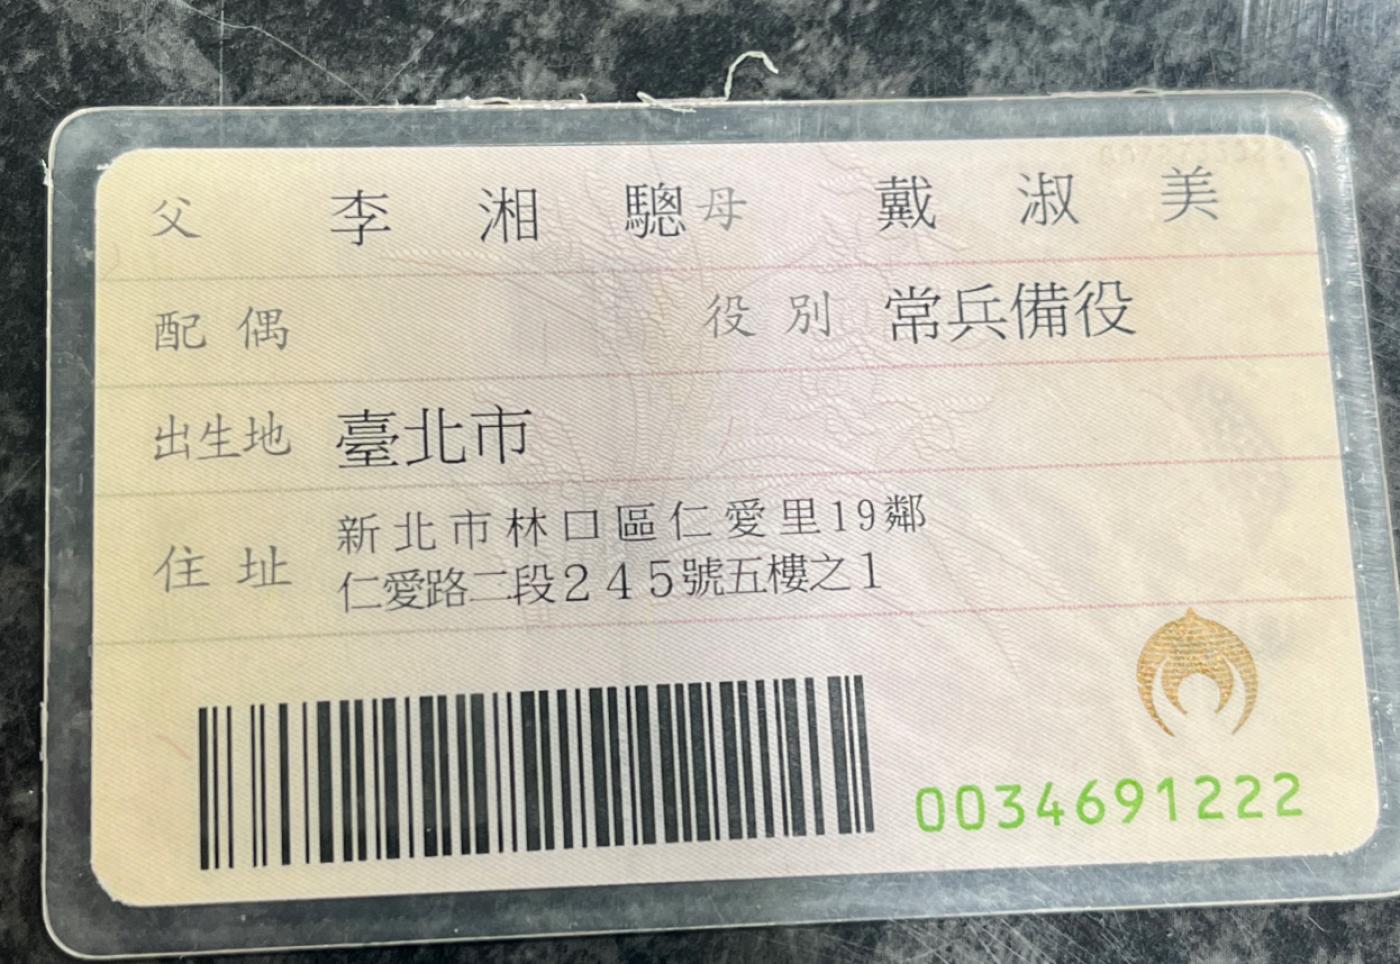 父 李湘驄 母 戴淑美
配偶 役別 常兵備役
出生地 臺北市
住址 新北市林口區仁愛里19鄰
仁愛路二段245號五樓之1
0034691222